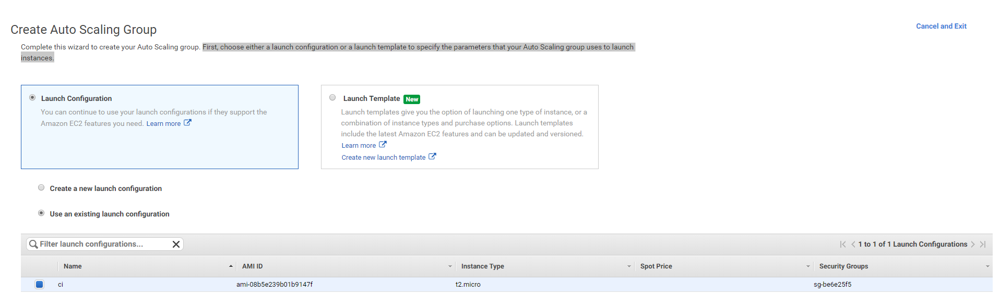 Create Auto Scaling Group
Cancel and Exit
Complete this wizard to create your Auto Scaling group. First, choose either a launch configuration or a launch template to specify the parameters that your Auto Scaling group uses to launch
instances.
Launch Configuration
You can continue to use your launch configurations if they support the
Amazon EC2 features you need. Learn more
Launch Template New
Launch templates give you the option of launching one type of instance, or a
combination of instance types and purchase options. Launch templates
include the latest Amazon EC2 features and can be updated and versioned.
Learn more
Create new launch template
Create a new launch configuration
Use an existing launch configuration
Filter launch configurations...
1 to 1 of 1 Launch Configurations
Name AMI ID Instance Type Spot Price Security Groups
ci ami-08b5e239b01b9147f t2.micro sg-be6e25f5